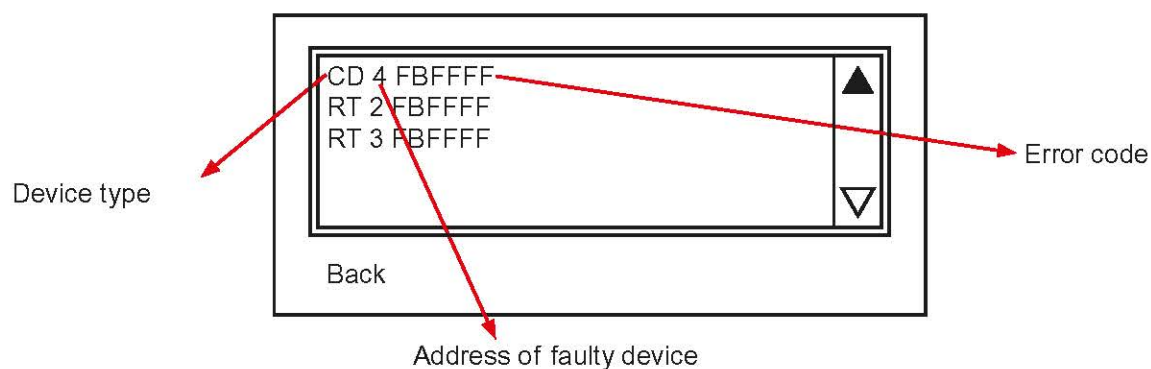 CD 4 FBFFFF
RT 2 FBFFFF
RT 3 FBFFFF
Error code
Device type
Back
Address of faulty device